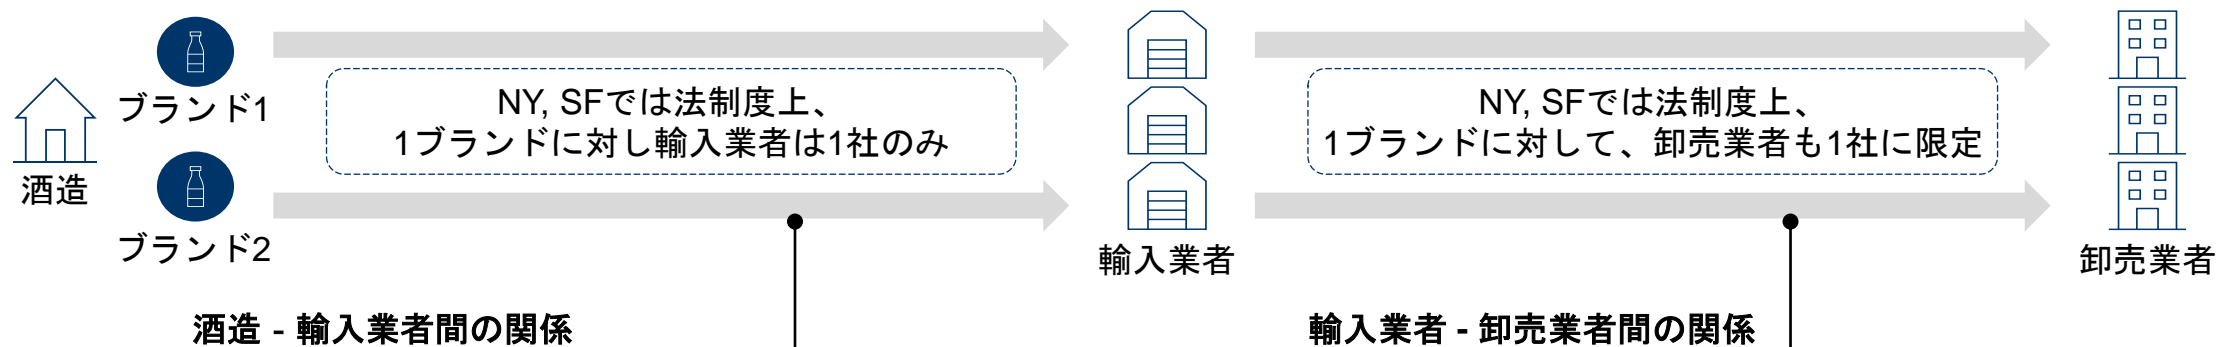 ブランド1
NY, SFでは法制度上、
1ブランドに対し輸入業者は1社のみ
NY, SFでは法制度上、
1ブランドに対して、卸売業者も1社に限定
酒造
ブランド2
輸入業者
卸売業者
酒造 - 輸入業者間の関係
輸入業者 - 卸売業者間の関係